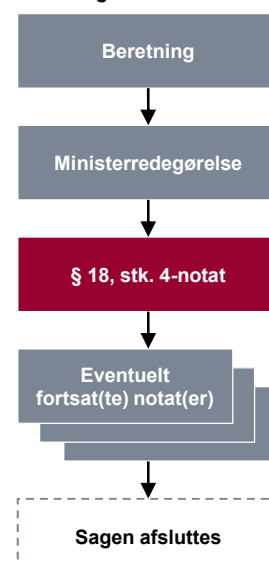 Beretning
Ministerredegørelse
§ 18, stk. 4-notat
Eventuelt
fortsat(te) notat(er)
Sagen afsluttes